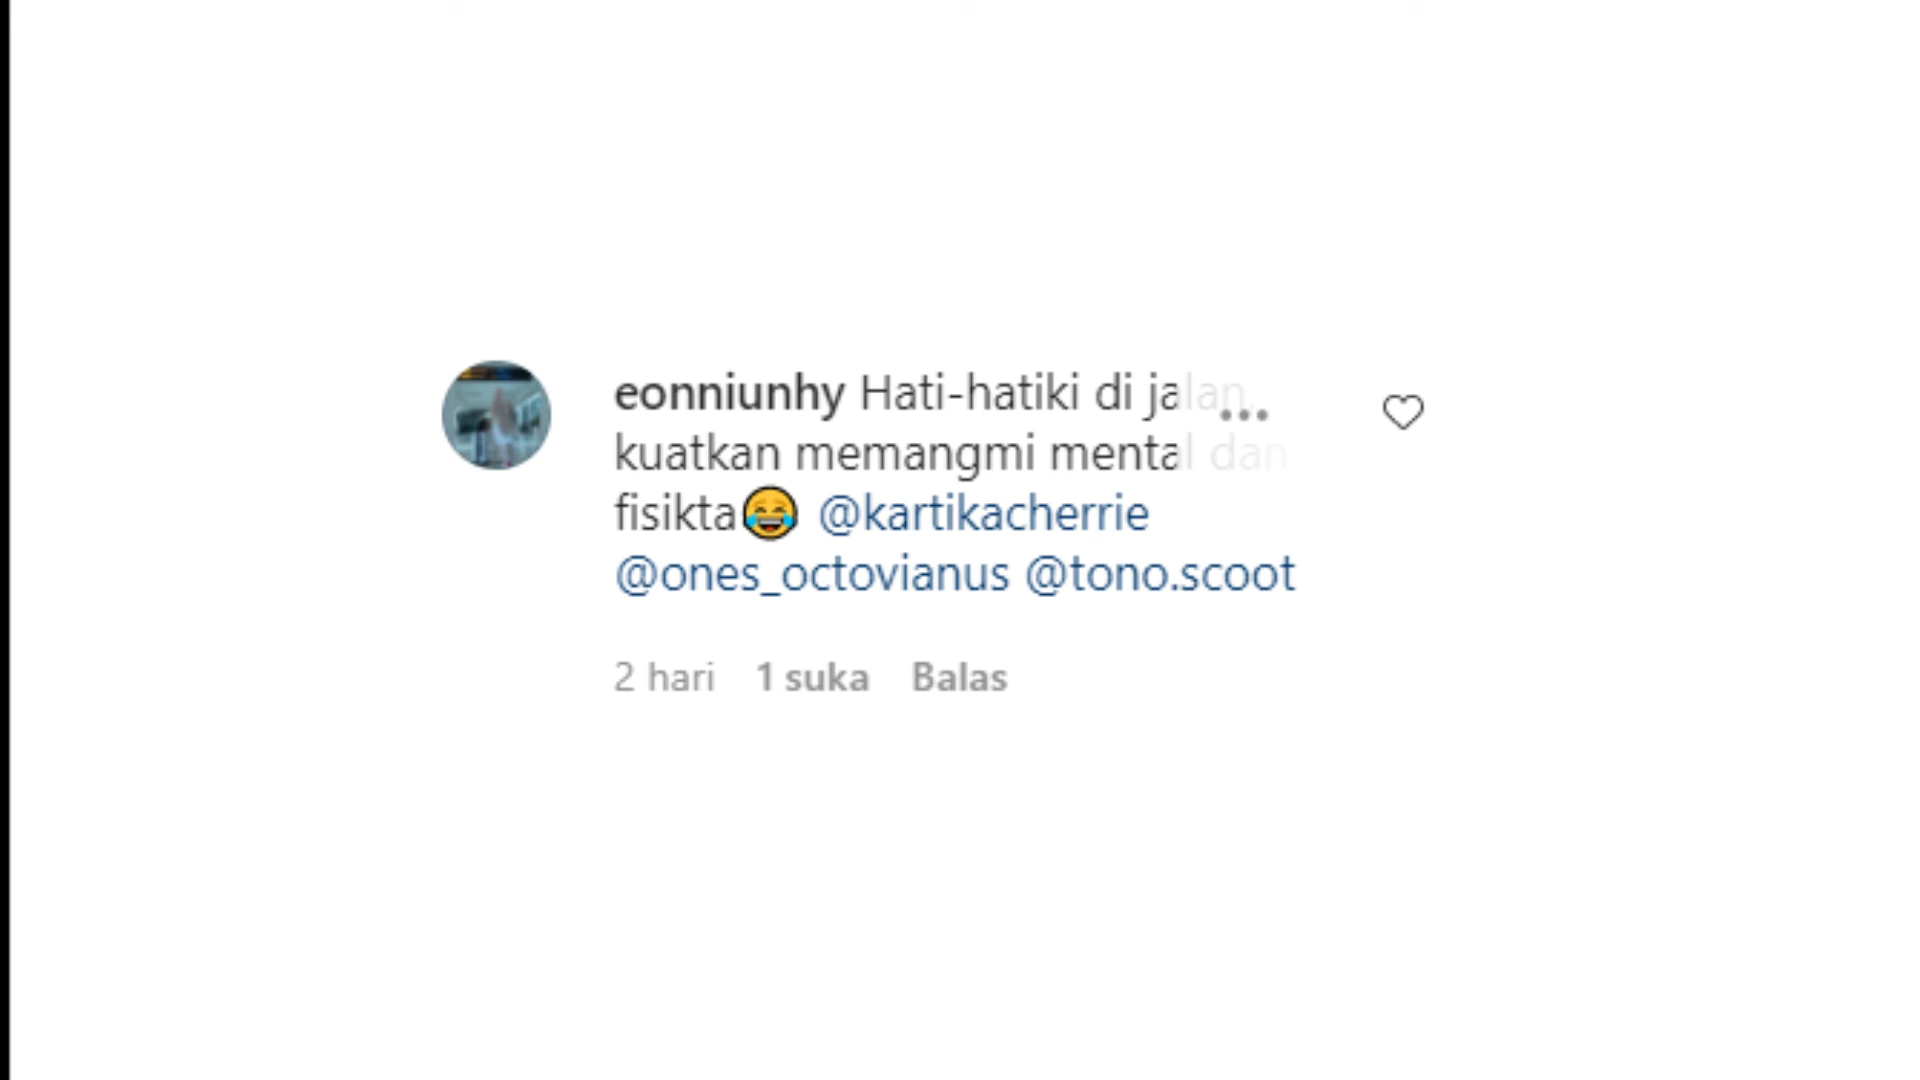 eonniunhy Hati-hatiki di jalan.
kuatkan memangmi mental dan
fisikta😂 @kartikacherrie
@ones_octovianus @tono.scoot
2 hari 1 suka Balas